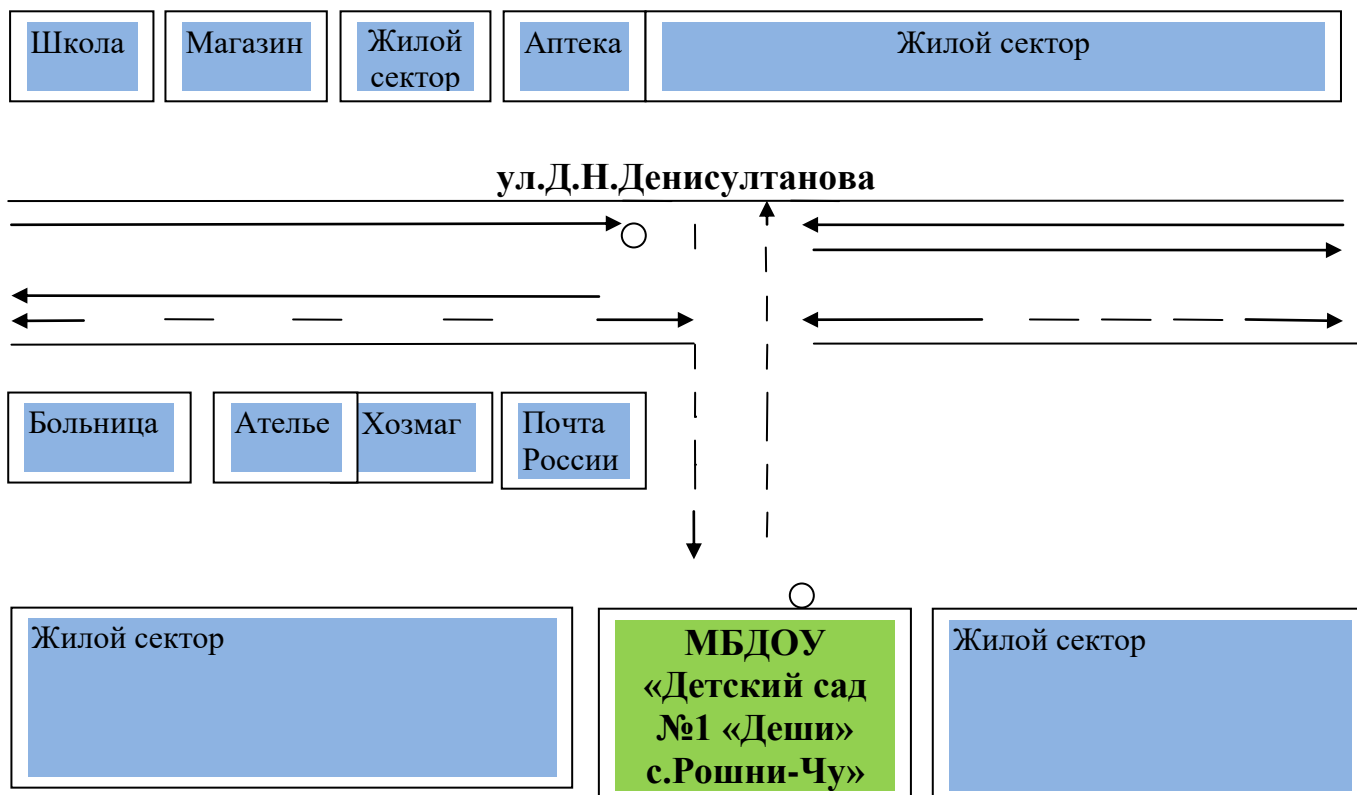 Школа
Магазин
Жилой
сектор
Аптека
Жилой сектор
ул.Д.Н.Денисултанова
Больница
Ателье
Хозмаг
Почта
России
Жилой сектор
МБДОУ
«Детский сад
№1 «Деши»
с.Рошни-Чу»
Жилой сектор